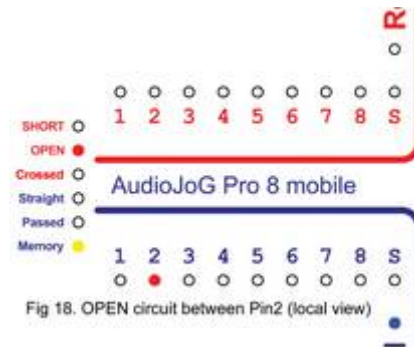 R
1 2 3 4 5 6 7 8 S
SHORT
OPEN
Crossed
Straight
Passed
Memory
AudioJoG Pro 8 mobile
1 2 3 4 5 6 7 8 S
Fig 18. OPEN circuit between Pin2 (local view)